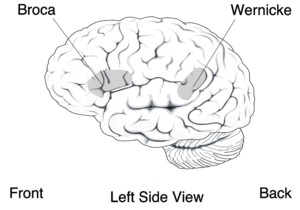 Broca
Wernicke
Front
Left Side View
Back